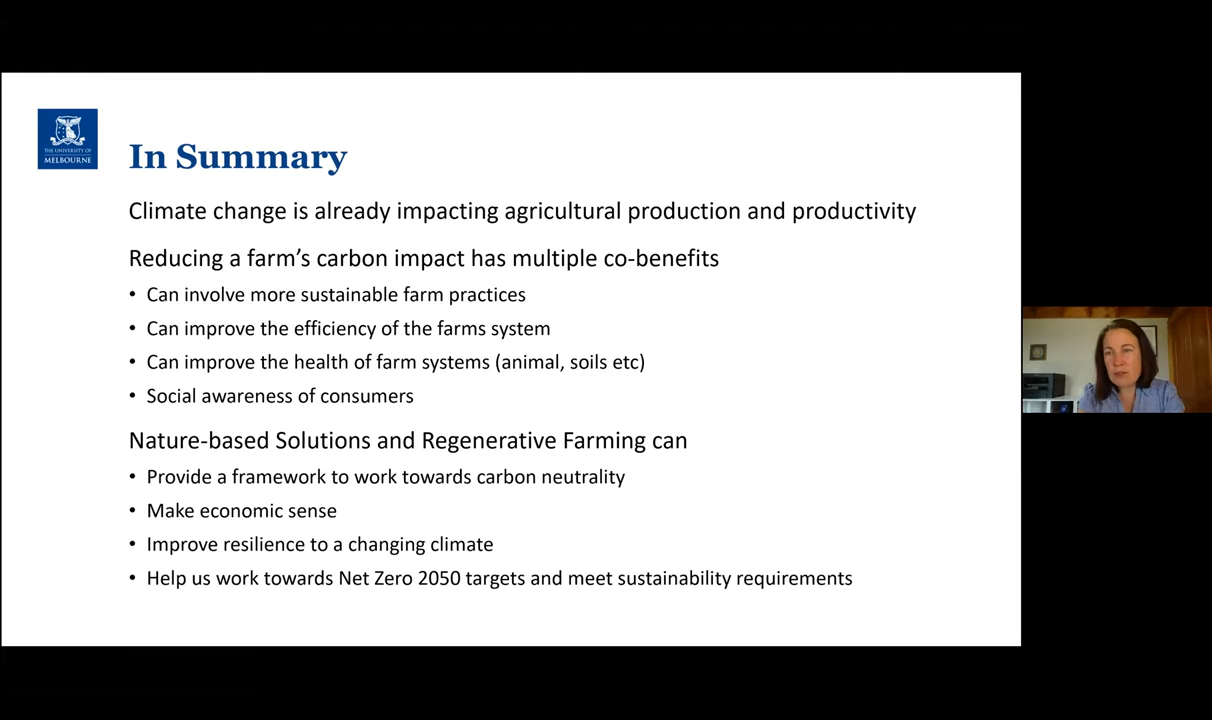 THE UNIVERSITY OF
MELBOURNE
In Summary
Climate change is already impacting agricultural production and productivity
Reducing a farm’s carbon impact has multiple co-benefits
• Can involve more sustainable farm practices
• Can improve the efficiency of the farms system
• Can improve the health of farm systems (animal, soils etc)
• Social awareness of consumers
Nature-based Solutions and Regenerative Farming can
• Provide a framework to work towards carbon neutrality
• Make economic sense
• Improve resilience to a changing climate
• Help us work towards Net Zero 2050 targets and meet sustainability requirements